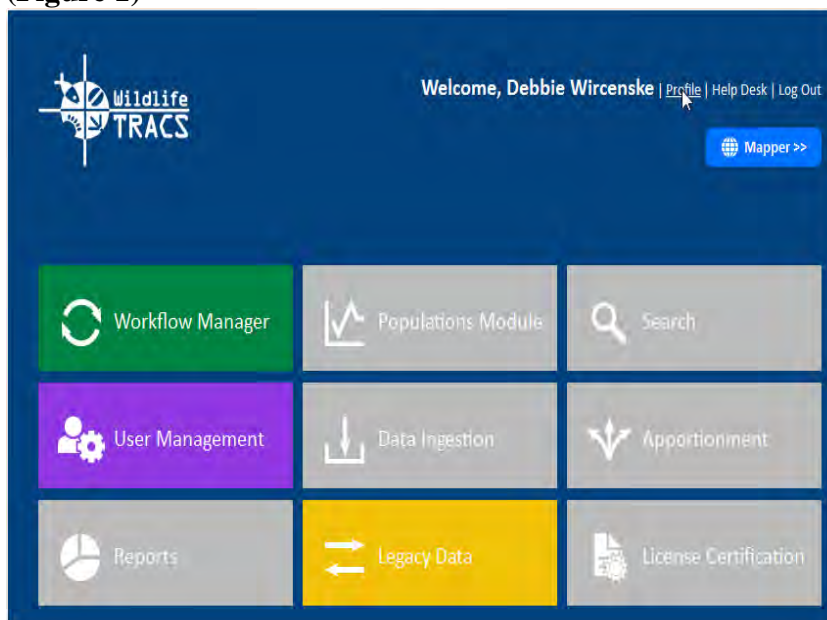 Wildlife
TRACS
Welcome, Debbie Wircenske | Profile | Help Desk | Log Out
Mapper >>
Workflow Manager
Populations Module
Search
User Management
Data Ingestion
Apportionment
Reports
Legacy Data
License Certification